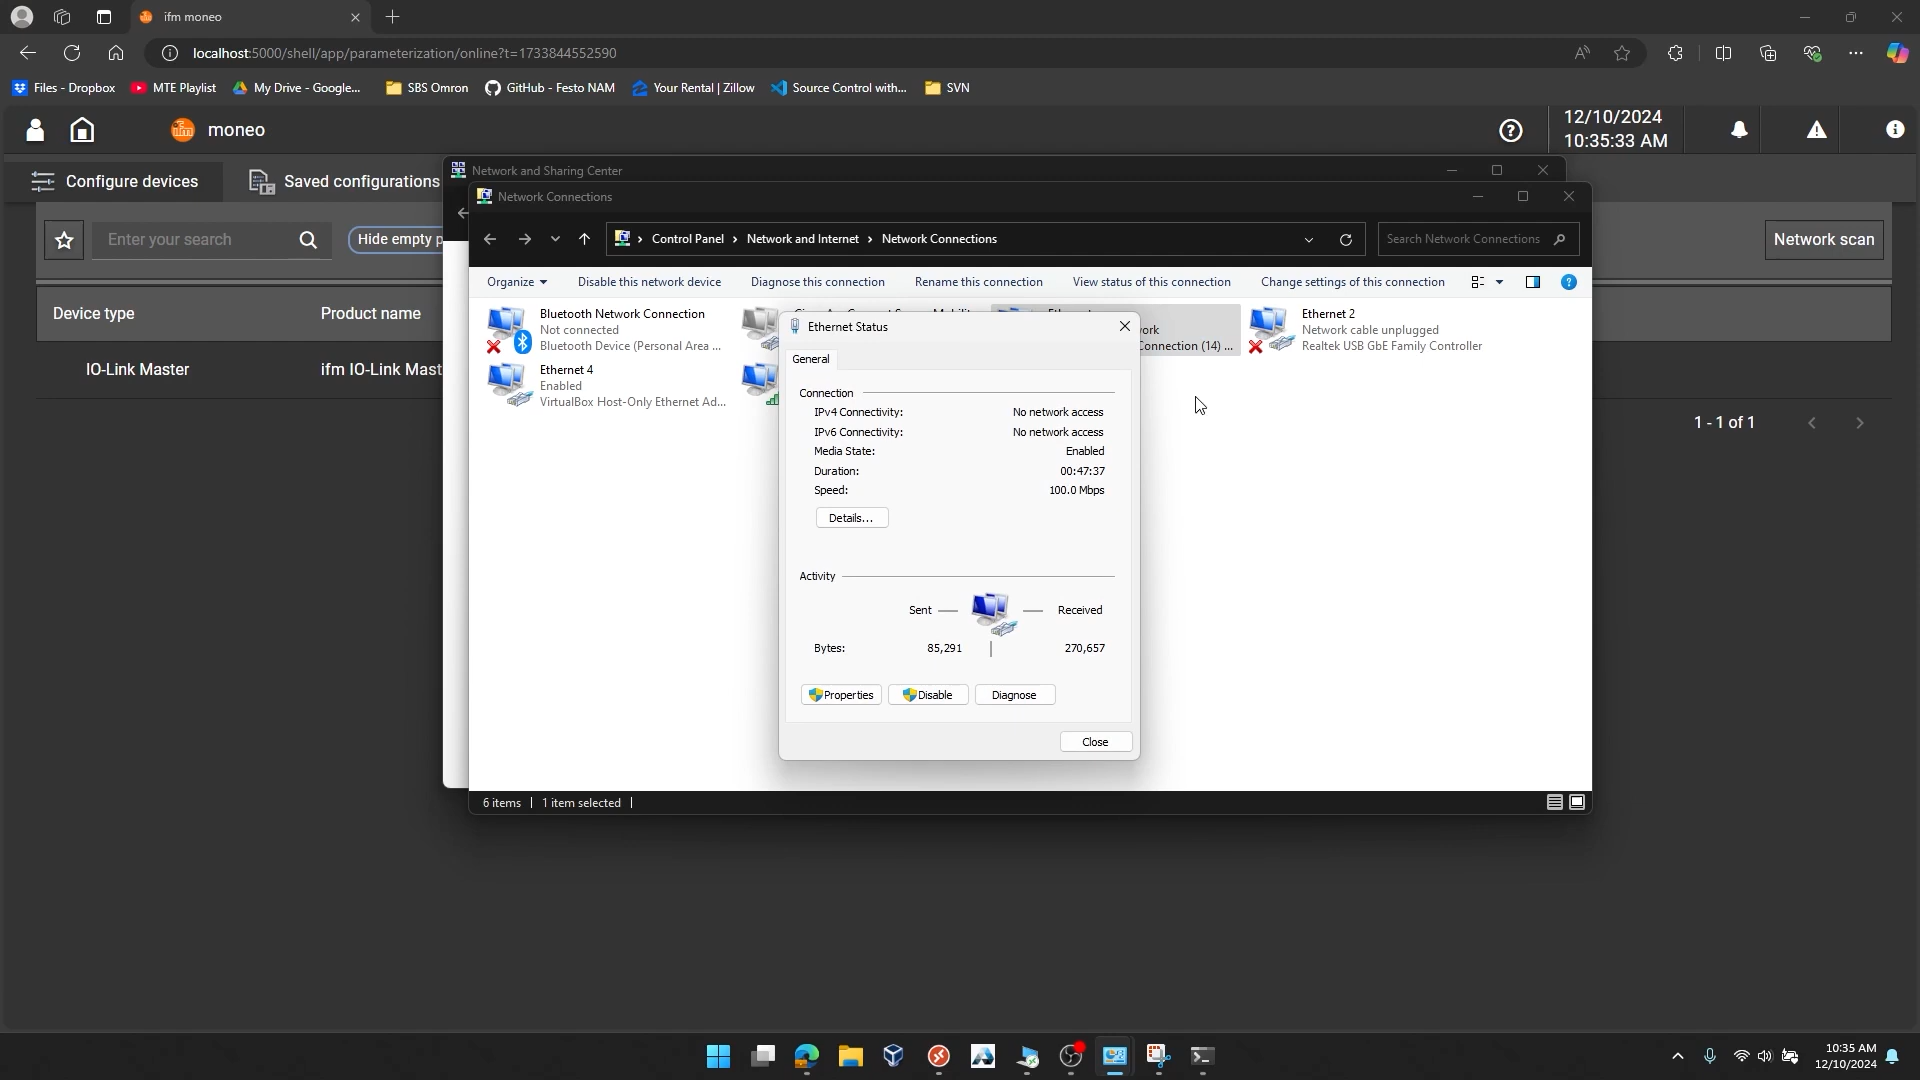 ifm moneo
localhost:5000/shell/app/parameterization/online?t=1733844552590
Files - Dropbox
MTE Playlist
My Drive - Google...
SBS Omron
GitHub - Festo NAM
Your Rental | Zillow
Source Control with...
SVN
ifm
moneo
12/10/2024
10:35:33 AM
Configure devices
Saved configurations
Network and Sharing Center
Network Connections
Enter your search
Hide empty p
Control Panel > Network and Internet > Network Connections
Search Network Connections
Network scan
Organize
Disable this network device
Diagnose this connection
Rename this connection
View status of this connection
Change settings of this connection
Device type
Product name
Bluetooth Network Connection
Not connected
Bluetooth Device (Personal Area ...
Connection (14) ...
Ethernet 2
Network cable unplugged
Realtek USB GbE Family Controller
IO-Link Master
ifm IO-Link Mast
Ethernet 4
Enabled
VirtualBox Host-Only Ethernet Ad...
1 - 1 of 1
Ethernet Status
General
Connection
IPv4 Connectivity: No network access
IPv6 Connectivity: No network access
Media State: Enabled
Duration: 00:47:37
Speed: 100.0 Mbps
Details...
Activity
Sent
Received
Bytes: 85,291 270,657
Properties
Disable
Diagnose
Close
6 items
1 item selected
10:35 AM
12/10/2024